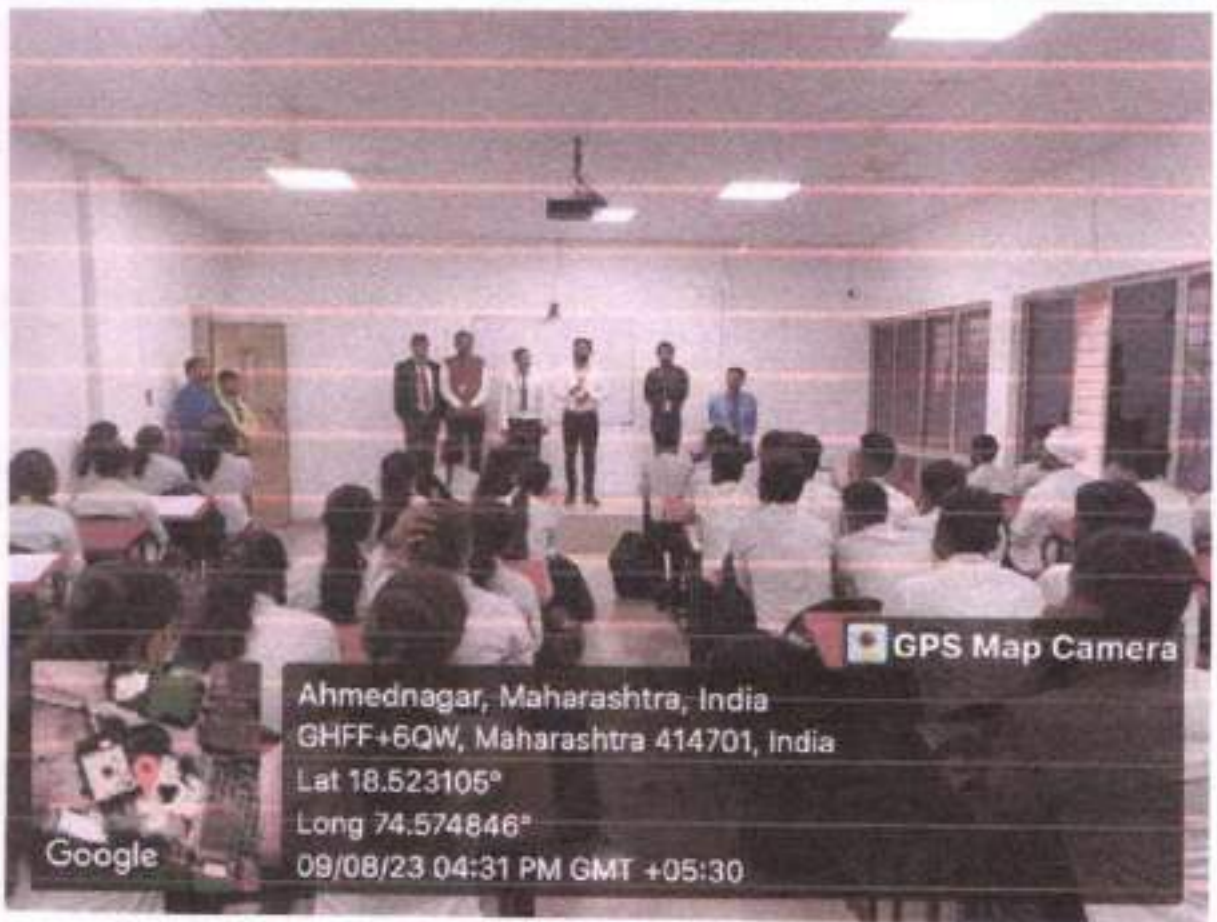 GPS Map Camera
Ahmednagar, Maharashtra, India
GHFF+6QW, Maharashtra 414701, India
Lat 18.523105°
Long 74.574846°
09/08/23 04:31 PM GMT +05:30
Google